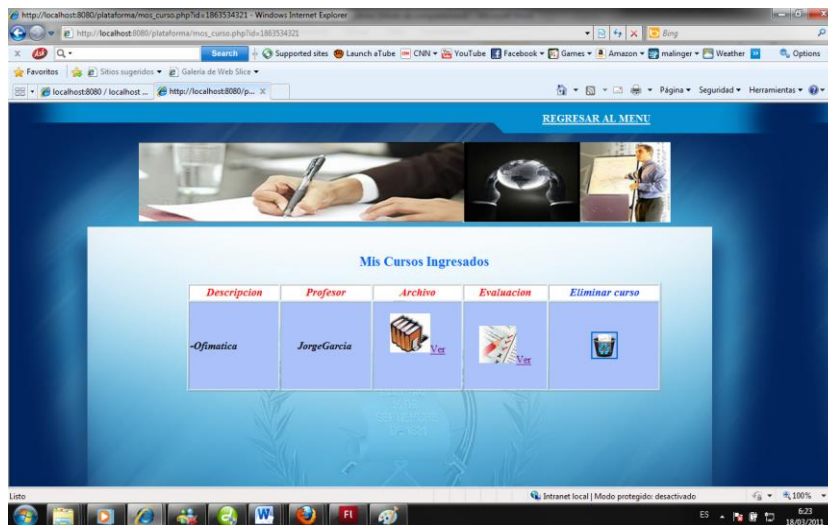 http://localhost:8080/plataforma/mos_curso.php?id=1863534321 - Windows Internet Explorer
http://localhost:8080/plataforma/mos_curso.php?id=1863534321
Bing
Search
Supported sites
Launch aTube
CNN
YouTube
Facebook
Games
Amazon
malinger
Weather
Options
Favoritos
Sitios sugeridos
Galería de Web Slice
localhost:8080 / localhost ...
http://localhost:8080/p...
Página
Seguridad
Herramientas
REGRESAR AL MENU
Mis Cursos Ingresados
Descripcion Profesor Archivo Evaluacion Eliminar curso
-Ofimatica JorgeGarcia Ver Ver
Listo
Intranet local | Modo protegido: desactivado
100%
ES
6:23
18/03/2011